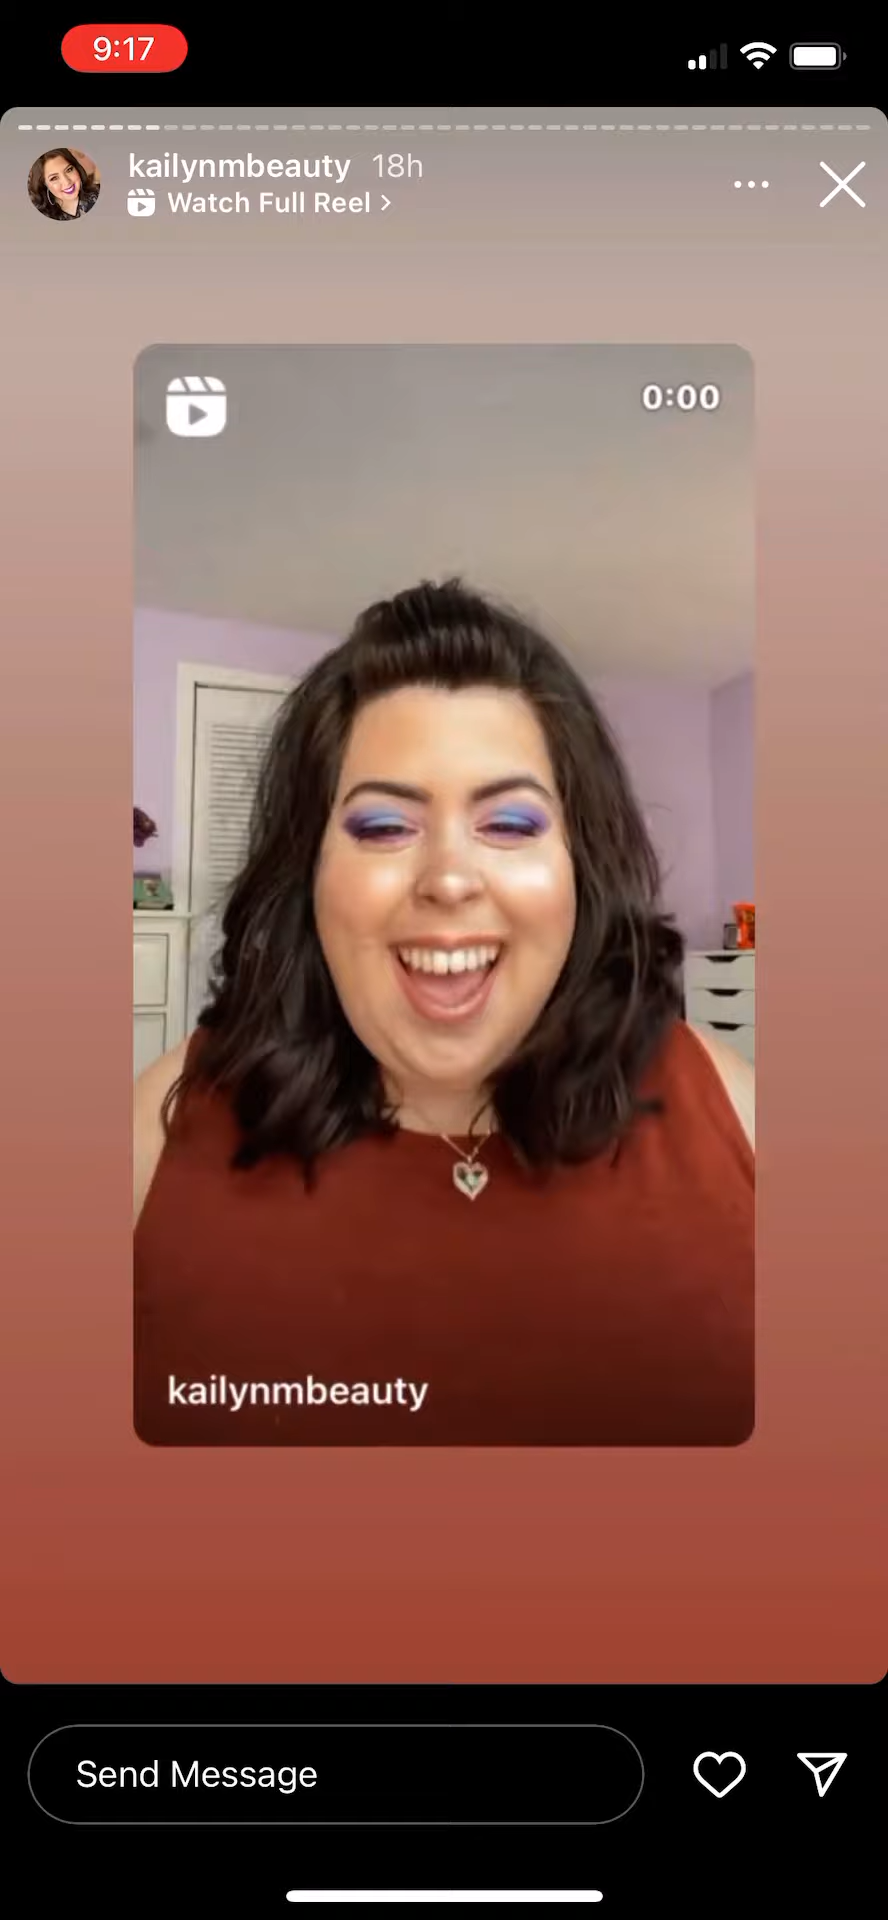 9:17
kailynmbeauty 18h
Watch Full Reel >
0:00
kailynmbeauty
Send Message